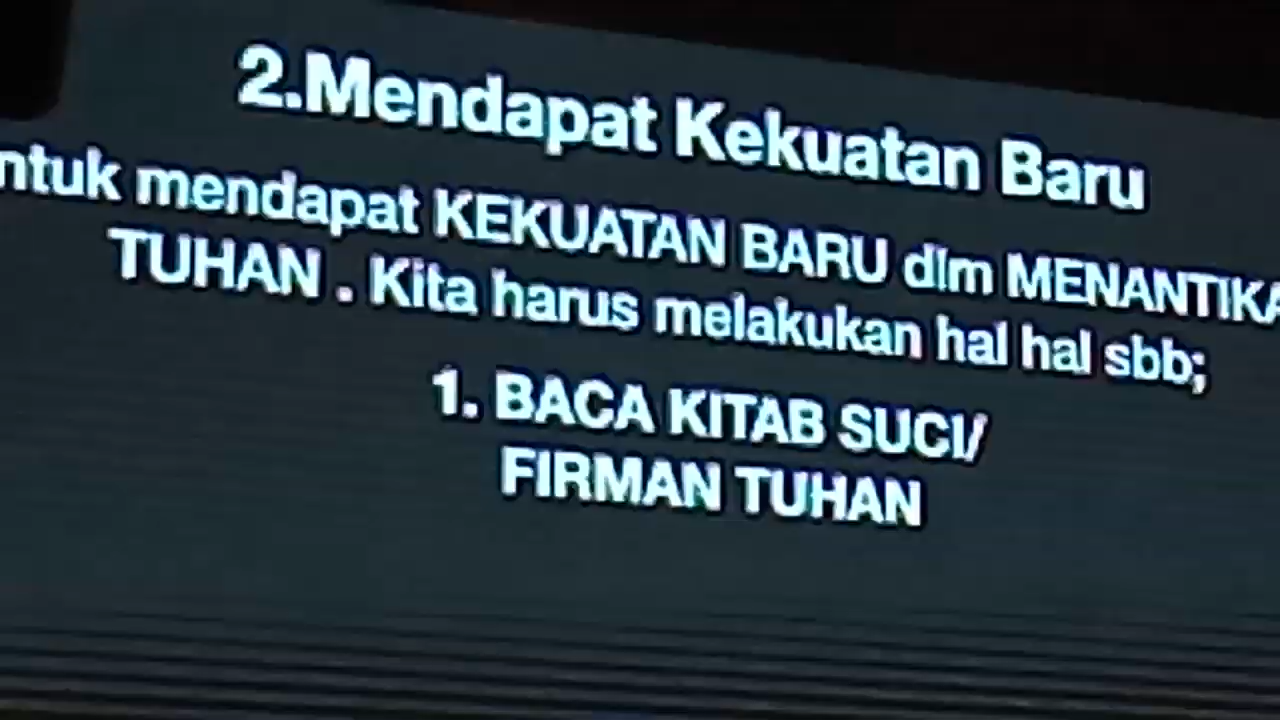 2.Mendapat Kekuatan Baru
ntuk mendapat KEKUATAN BARU dlm MENANTIKA
TUHAN . Kita harus melakukan hal hal sbb;
1. BACA KITAB SUCI/
FIRMAN TUHAN